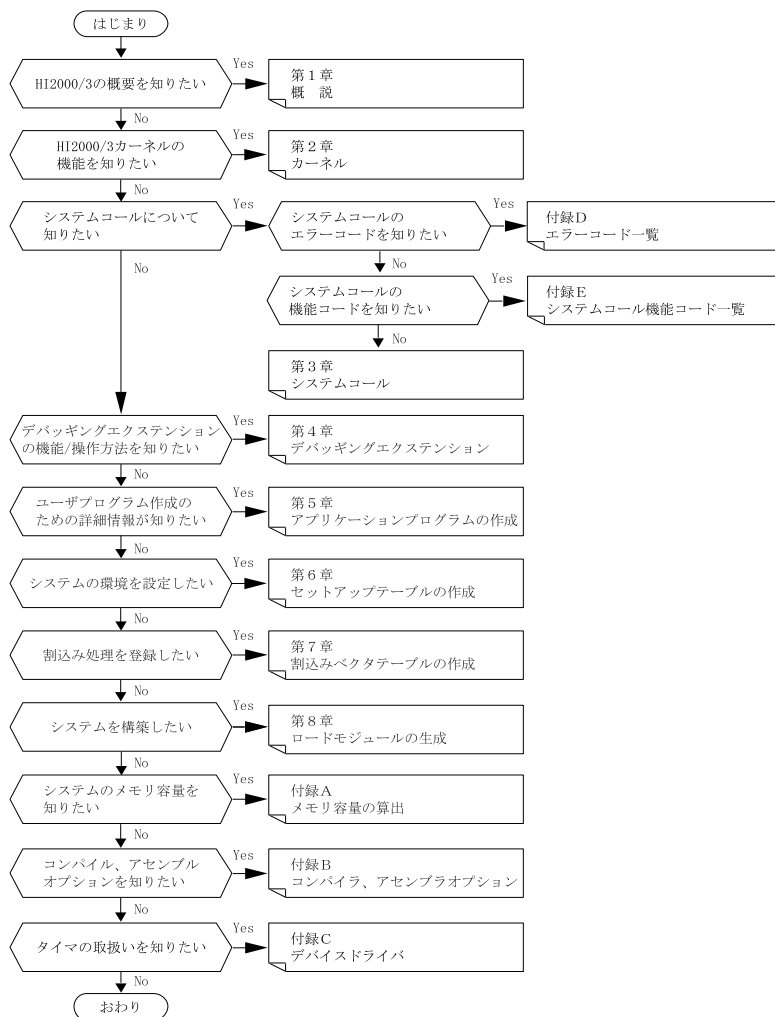 はじまり
HI2000/3の概要を知りたい
Yes
第１章
概　説
No
HI2000/3カーネルの
機能を知りたい
Yes
第２章
カーネル
No
システムコールについて
知りたい
Yes
システムコールの
エラーコードを知りたい
Yes
付録D
エラーコード一覧
No
No
システムコールの
機能コードを知りたい
Yes
付録E
システムコール機能コード一覧
No
第３章
システムコール
デバッギングエクステンション
の機能/操作方法を知りたい
Yes
第４章
デバッギングエクステンション
No
ユーザプログラム作成の
ための詳細情報が知りたい
Yes
第５章
アプリケーションプログラムの作成
No
システムの環境を設定したい
Yes
第６章
セットアップテーブルの作成
No
割込み処理を登録したい
Yes
第７章
割込みベクタテーブルの作成
No
システムを構築したい
Yes
第８章
ロードモジュールの生成
No
システムのメモリ容量を
知りたい
Yes
付録A
メモリ容量の算出
No
コンパイル、アセンブル
オプションを知りたい
Yes
付録B
コンパイラ、アセンブラオプション
No
タイマの取扱いを知りたい
Yes
付録C
デバイスドライバ
No
おわり